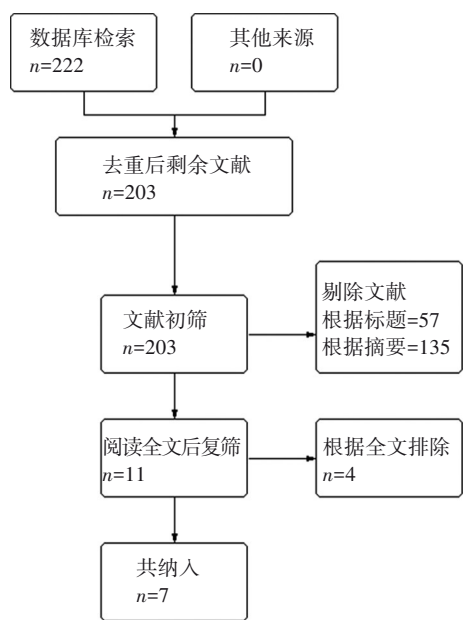 数据库检索
n=222
其他来源
n=0
去重后剩余文献
n=203
文献初筛
n=203
剔除文献
根据标题=57
根据摘要=135
阅读全文后复筛
n=11
根据全文排除
n=4
共纳入
n=7